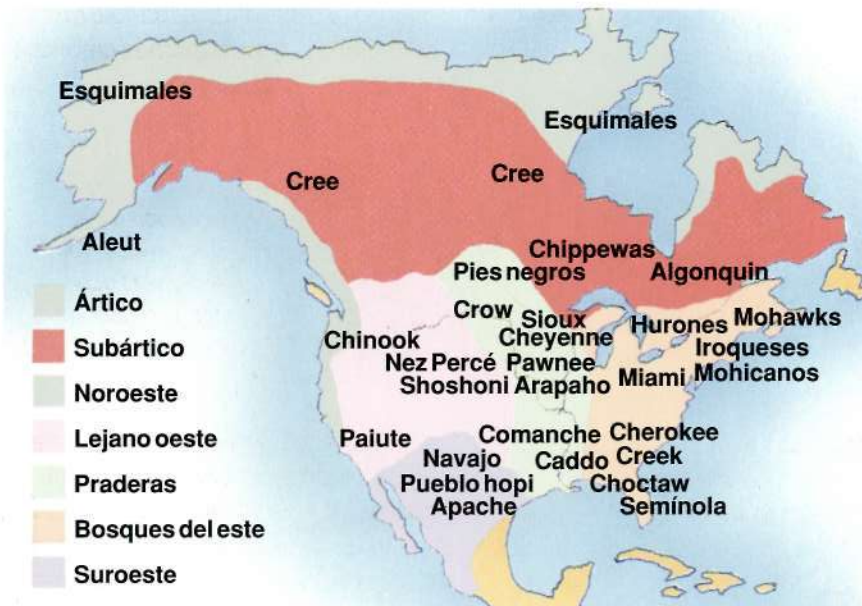 Esquimales
Esquimales
Cree
Cree
Aleut
Chippewas
Pies negros
Algonquin
Crow
Sioux
Hurones
Mohawks
Chinook
Cheyenne
Iroqueses
Nez Percé
Pawnee
Miami
Mohicanos
Shoshoni
Arapaho
Paiute
Comanche
Cherokee
Navajo
Caddo
Creek
Pueblo hopi
Choctaw
Apache
Semínola
Ártico
Subártico
Noroeste
Lejano oeste
Praderas
Bosques del este
Suroeste